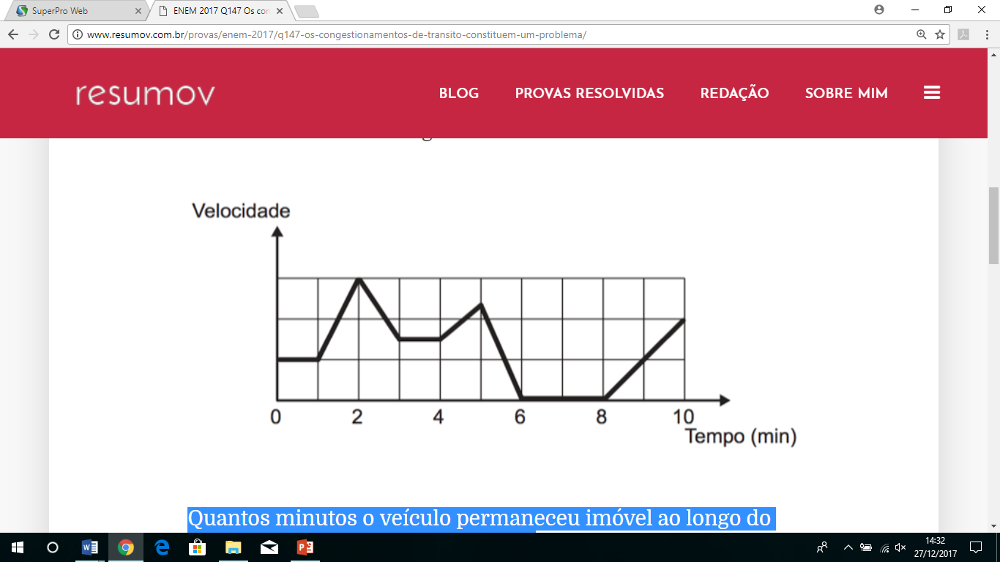 SuperPro Web
ENEM 2017 Q147 Os con
www.resumov.com.br/provas/enem-2017/q147-os-congestionamentos-de-transito-constituem-um-problema/
resumov
BLOG
PROVAS RESOLVIDAS
REDAÇÃO
SOBRE MIM
Velocidade
0 2 4 6 8 10
Tempo (min)
Quantos minutos o veículo permaneceu imóvel ao longo do
14:32
27/12/2017